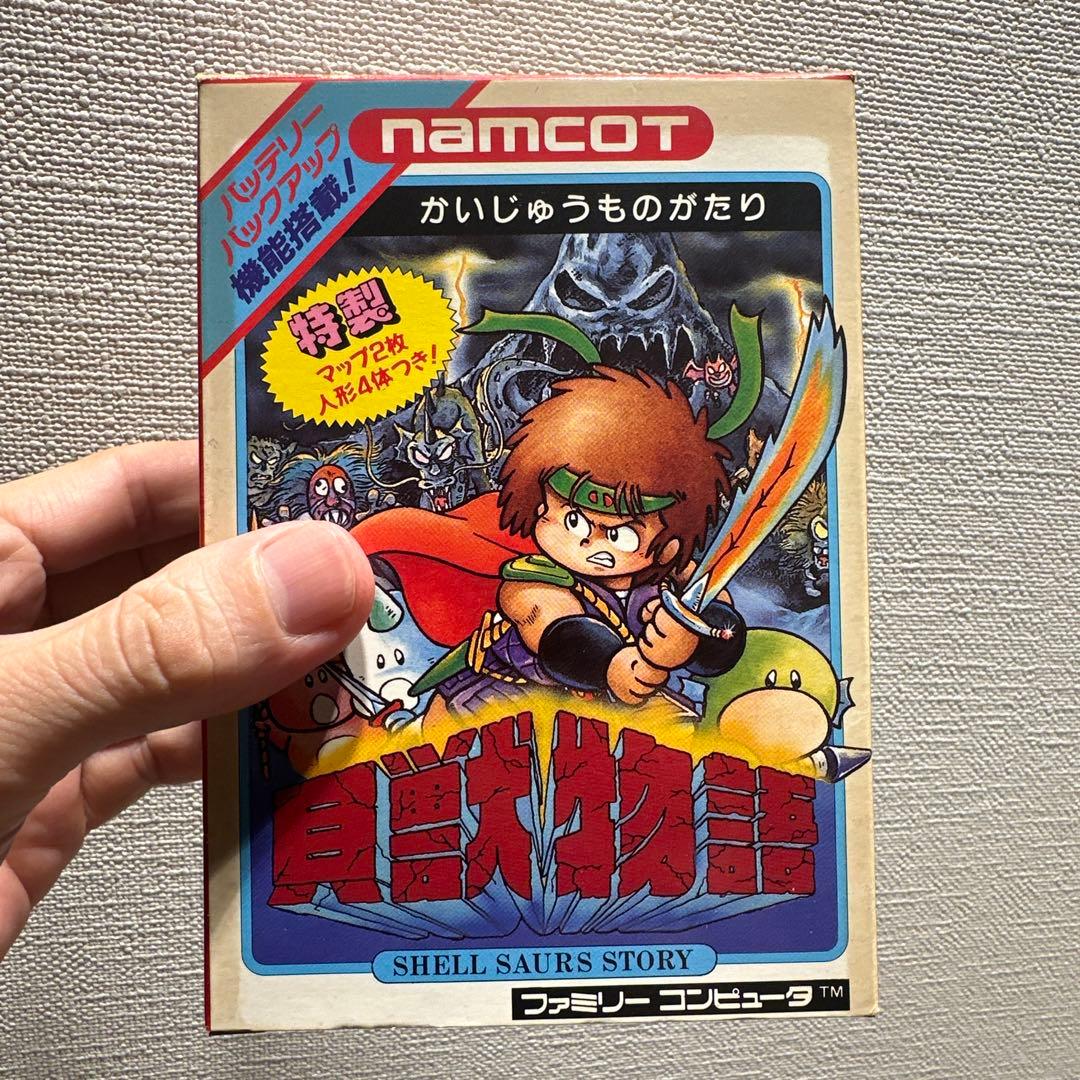 バッテリー
バックアップ
機能搭載!
namcoT
かいじゅうものがたり
特製
マップ2枚
人形4体つき!
貝獣物語
SHELL SAURS STORY
ファミリー コンピュータ™